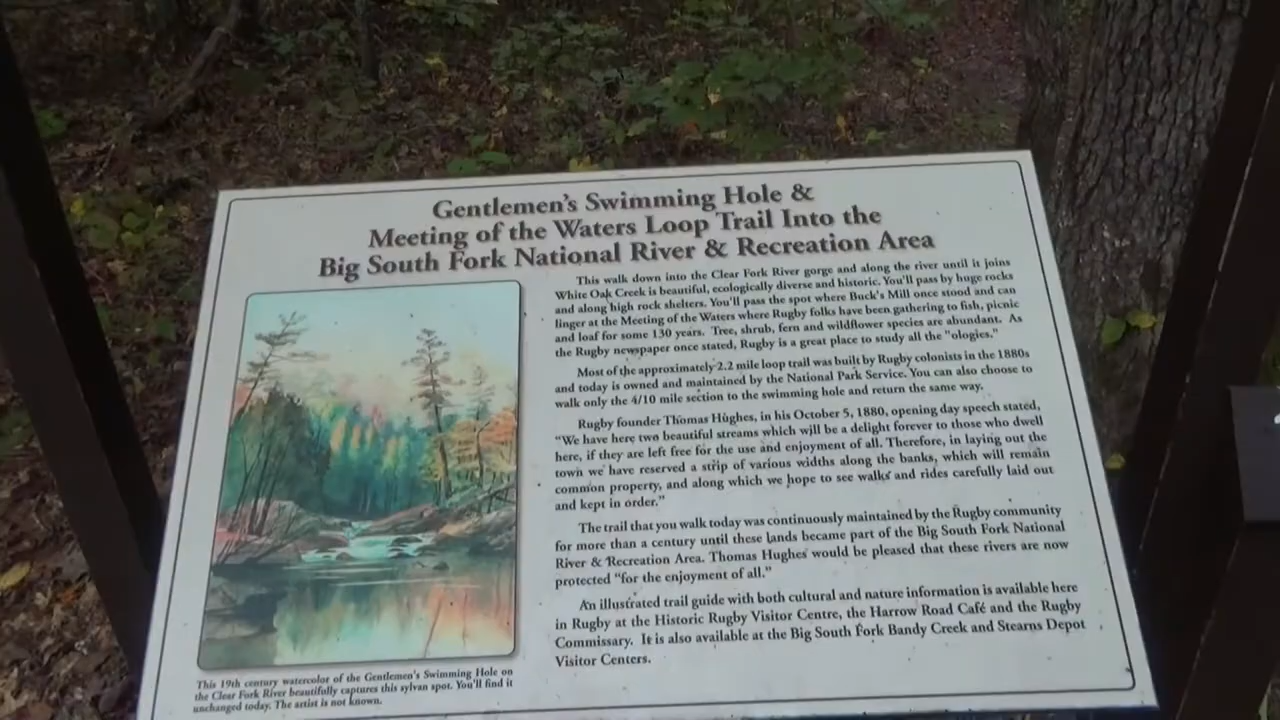 Gentlemen's Swimming Hole &
Meeting of the Waters Loop Trail Into the
Big South Fork National River & Recreation Area
This walk down into the Clear Fork River gorge and along the river until it joins
White Oak Creek is beautiful, ecologically diverse and historic. You'll pass by huge rocks
and along high rock shelters. You'll pass the spot where Buck's Mill once stood and can
linger at the Meeting of the Waters where Rugby folks have been gathering to fish, picnic
and loaf for some 130 years. Tree, shrub, fern and wildflower species are abundant. As
the Rugby newspaper once stated, Rugby is a great place to study all the "ologies."
Most of the approximately 2.2 mile loop trail was built by Rugby colonists in the 1880s
and today is owned and maintained by the National Park Service. You can also choose to
walk only the 4/10 mile section to the swimming hole and return the same way.
Rugby founder Thomas Hughes, in his October 5, 1880, opening day speech stated,
"We have here two beautiful streams which will be a delight forever to those who dwell
here, if they are left free for the use and enjoyment of all. Therefore, in laying out the
town we have reserved a strip of various widths along the banks, which will remain
common property, and along which we hope to see walks and rides carefully laid out
and kept in order."
The trail that you walk today was continuously maintained by the Rugby community
for more than a century until these lands became part of the Big South Fork National
River & Recreation Area. Thomas Hughes would be pleased that these rivers are now
protected "for the enjoyment of all."
An illustrated trail guide with both cultural and nature information is available here
in Rugby at the Historic Rugby Visitor Centre, the Harrow Road Café and the Rugby
Commissary. It is also available at the Big South Fork Bandy Creek and Stearns Depot
Visitor Centers.
This 19th century watercolor of the Gentlemen's Swimming Hole on
the Clear Fork River beautifully captures this sylvan spot. You'll find it
unchanged today. The artist is not known.